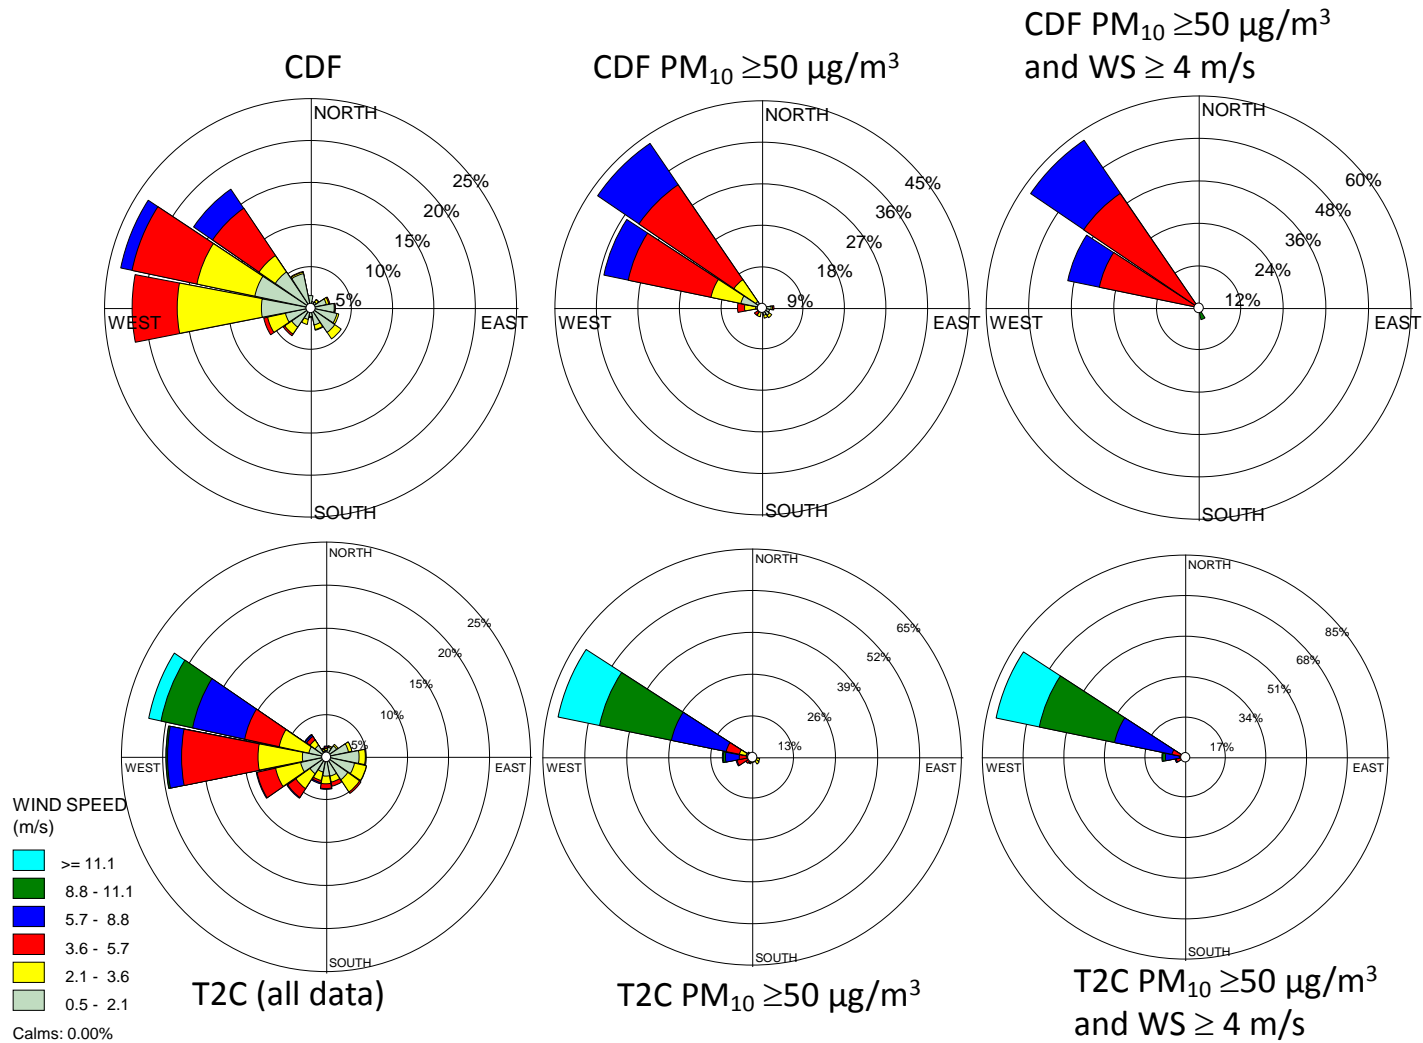 CDF
CDF PM₁₀ ≥50 µg/m³
CDF PM₁₀ ≥50 µg/m³
and WS ≥ 4 m/s
NORTH
25%
20%
15%
10%
5%
WEST
EAST
SOUTH
NORTH
45%
36%
27%
18%
9%
WEST
EAST
SOUTH
NORTH
60%
48%
36%
24%
12%
WEST
EAST
SOUTH
NORTH
25%
20%
15%
10%
5%
WEST
EAST
SOUTH
NORTH
65%
52%
39%
26%
13%
WEST
EAST
SOUTH
NORTH
85%
68%
51%
34%
17%
WEST
EAST
SOUTH
WIND SPEED
(m/s)
>= 11.1
8.8 - 11.1
5.7 - 8.8
3.6 - 5.7
2.1 - 3.6
0.5 - 2.1
Calms: 0.00%
T2C (all data)
T2C PM₁₀ ≥50 µg/m³
T2C PM₁₀ ≥50 µg/m³
and WS ≥ 4 m/s